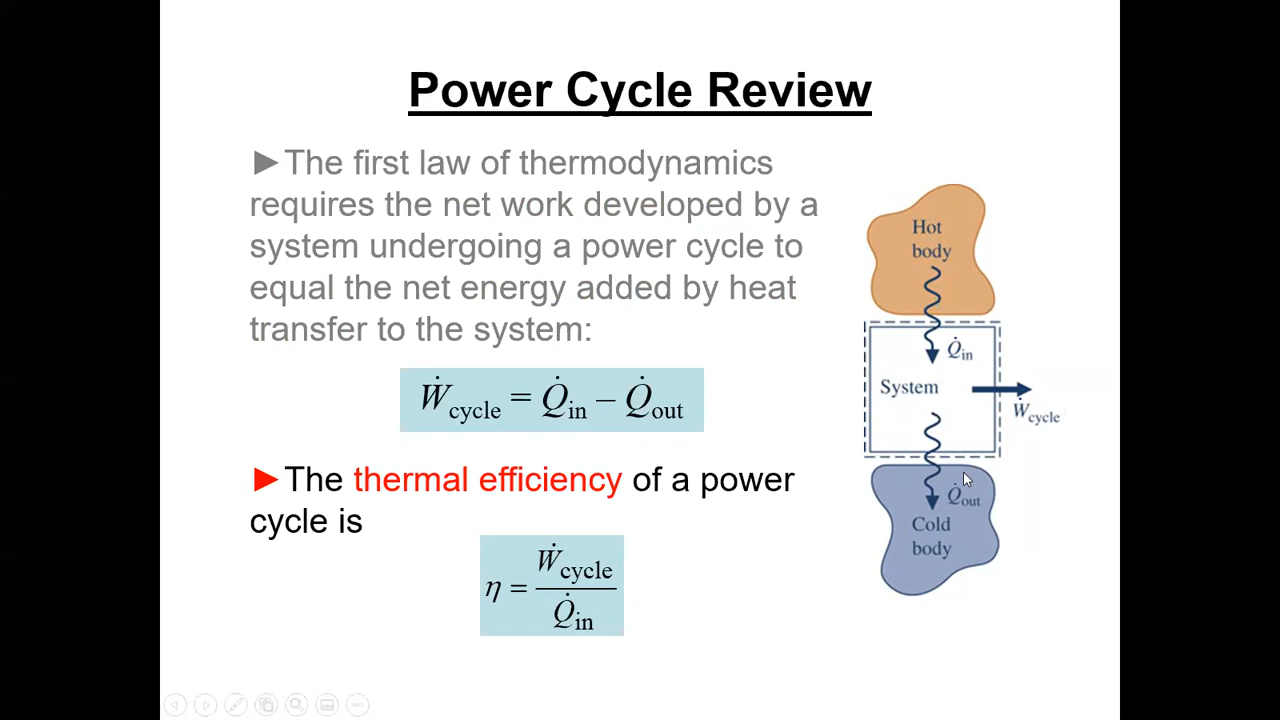 Power Cycle Review
►The first law of thermodynamics
requires the net work developed by a
system undergoing a power cycle to
equal the net energy added by heat
transfer to the system:
Ẇcycle = Q̇in – Q̇out
►The thermal efficiency of a power
cycle is
η = Ẇcycle / Q̇in
Hot
body
Q̇in
System
Ẇcycle
Q̇out
Cold
body